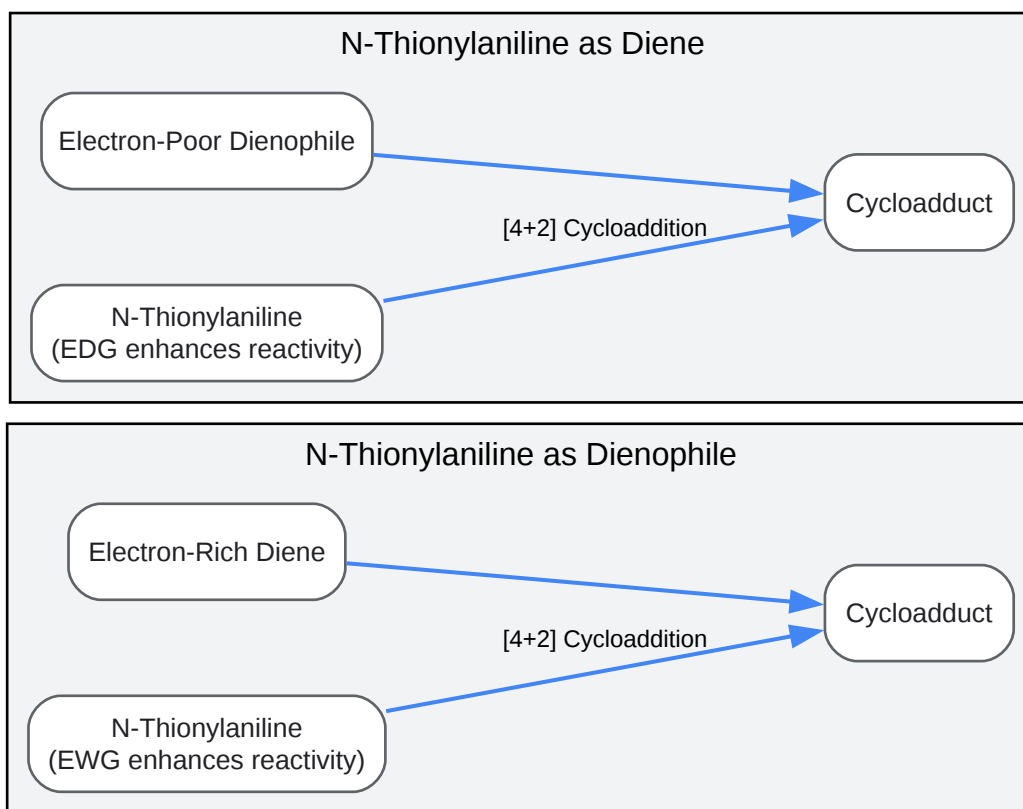 N-Thionylaniline as Diene
Electron-Poor Dienophile
Cycloadduct
[4+2] Cycloaddition
N-Thionylaniline
(EDG enhances reactivity)
N-Thionylaniline as Dienophile
Electron-Rich Diene
Cycloadduct
[4+2] Cycloaddition
N-Thionylaniline
(EWG enhances reactivity)